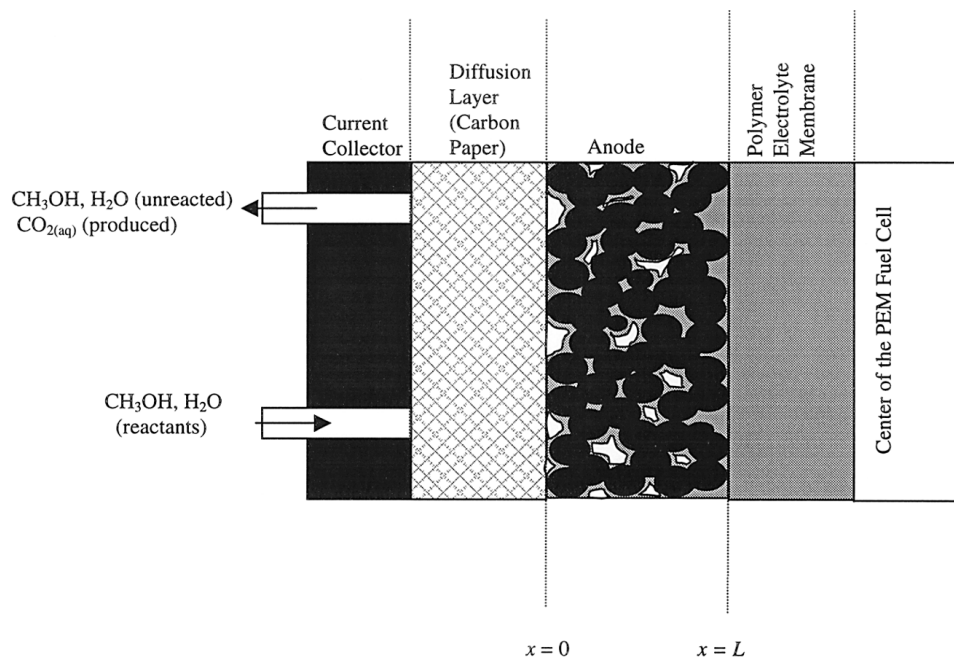 Diffusion
Layer
(Carbon
Paper)
Current
Collector
Anode
Polymer
Electrolyte
Membrane
CH₃OH, H₂O (unreacted)
CO₂₍ₐq₎ (produced)
CH₃OH, H₂O
(reactants)
Center of the PEM Fuel Cell
x = 0
x = L